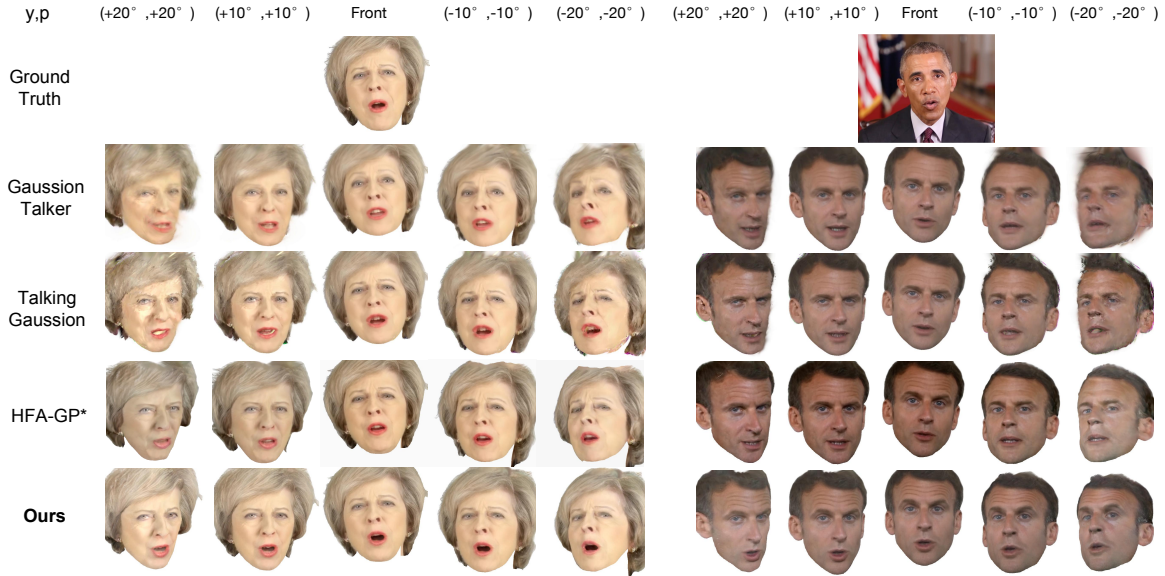 y,p (+20° ,+20° ) (+10° ,+10° ) Front (-10° ,-10° ) (-20° ,-20° ) (+20° ,+20° ) (+10° ,+10° ) Front (-10° ,-10° ) (-20° ,-20° )
Ground
Truth
Gaussion
Talker
Talking
Gaussion
HFA-GP*
Ours